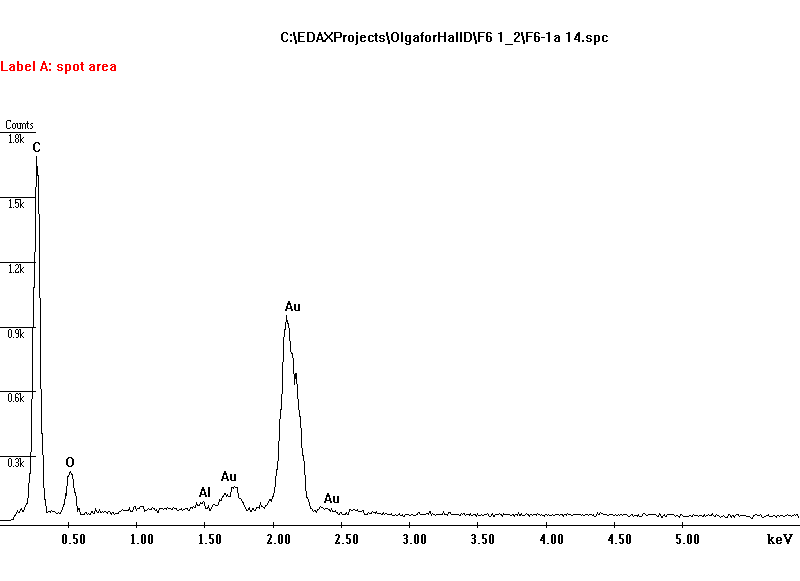 C:\EDAXProjects\OlgaforHallD\F6 1_2\F6-1a 14.spc
Label A: spot area
Counts
1.8k
C
1.5k
1.2k
0.9k
Au
0.6k
0.3k
O
Al
Au
Au
0.50 1.00 1.50 2.00 2.50 3.00 3.50 4.00 4.50 5.00 keV